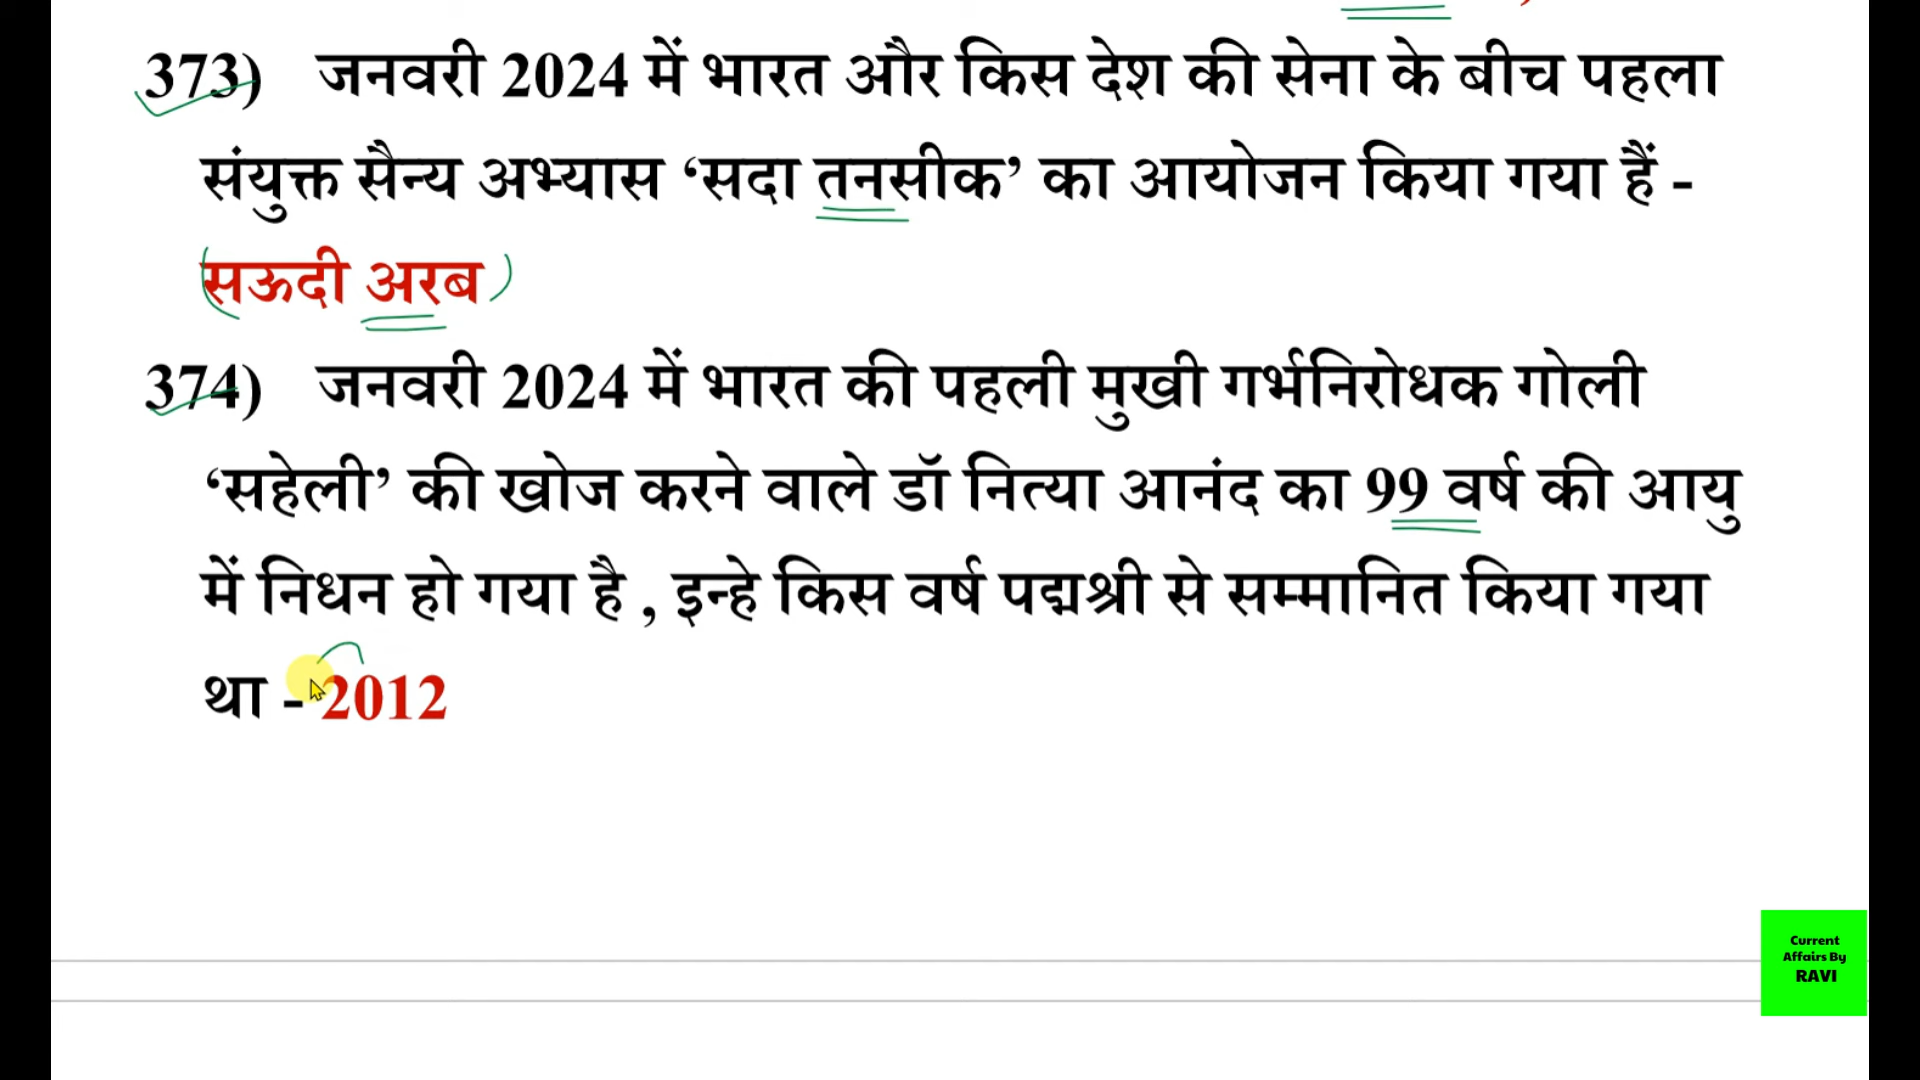 373) जनवरी 2024 में भारत और किस देश की सेना के बीच पहला
संयुक्त सैन्य अभ्यास ‘सदा तनसीक’ का आयोजन किया गया हैं -
सऊदी अरब
374) जनवरी 2024 में भारत की पहली मुखी गर्भनिरोधक गोली
‘सहेली’ की खोज करने वाले डॉ नित्या आनंद का 99 वर्ष की आयु
में निधन हो गया है , इन्हे किस वर्ष पद्मश्री से सम्मानित किया गया
था - 2012
Current
Affairs By
RAVI